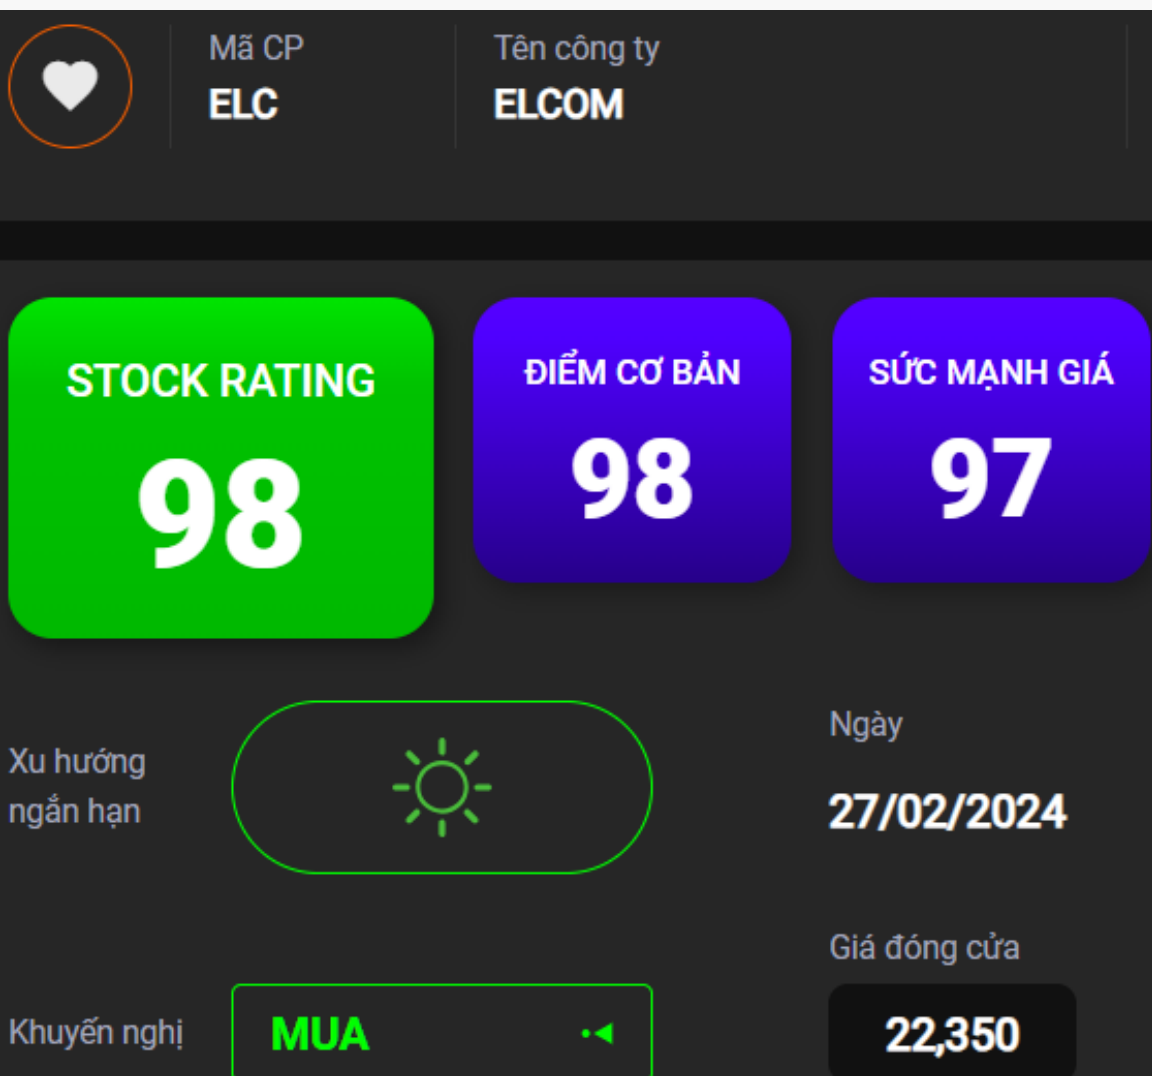 Mã CP
ELC
Tên công ty
ELCOM
STOCK RATING
98
ĐIỂM CƠ BẢN
98
SỨC MẠNH GIÁ
97
Xu hướng
ngắn hạn
Ngày
27/02/2024
Khuyến nghị
MUA
Giá đóng cửa
22,350